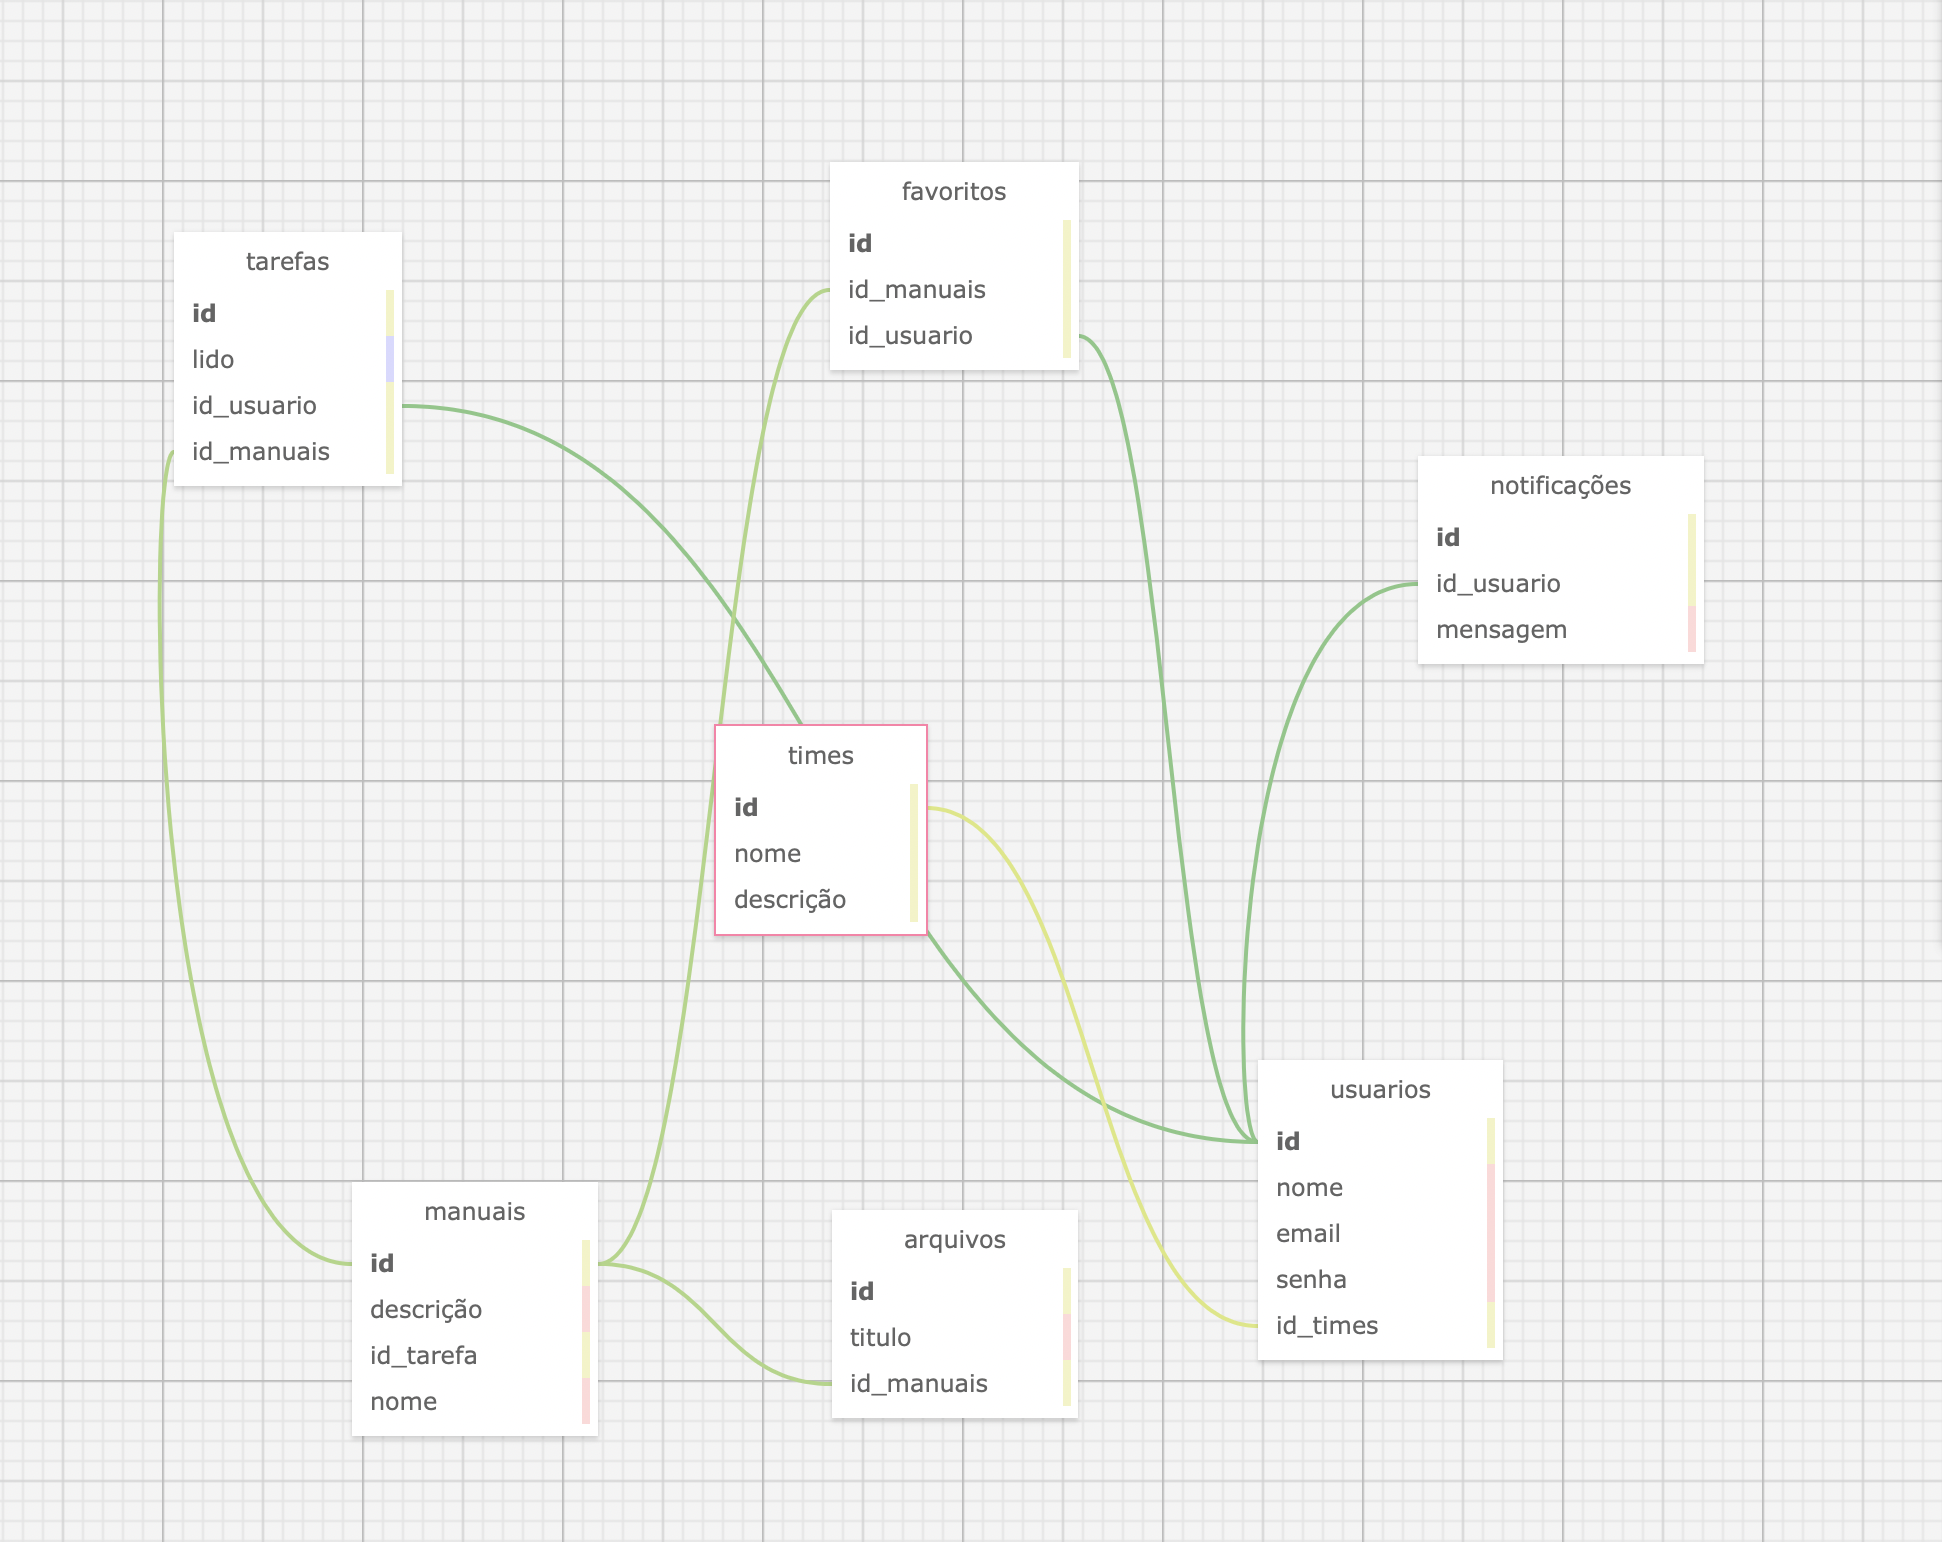 favoritos
id
id_manuais
id_usuario
tarefas
id
lido
id_usuario
id_manuais
notificações
id
id_usuario
mensagem
times
id
nome
descrição
usuarios
id
nome
email
senha
id_times
manuais
id
descrição
id_tarefa
nome
arquivos
id
titulo
id_manuais